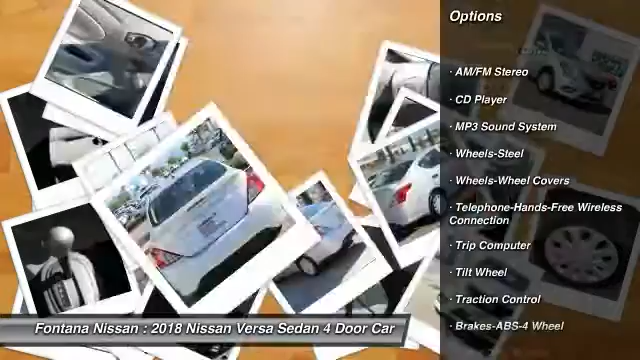 Options
· AM/FM Stereo
· CD Player
· MP3 Sound System
· Wheels-Steel
· Wheels-Wheel Covers
· Telephone-Hands-Free Wireless
Connection
· Trip Computer
· Tilt Wheel
· Traction Control
· Brakes-ABS-4 Wheel
Fontana Nissan : 2018 Nissan Versa Sedan 4 Door Car